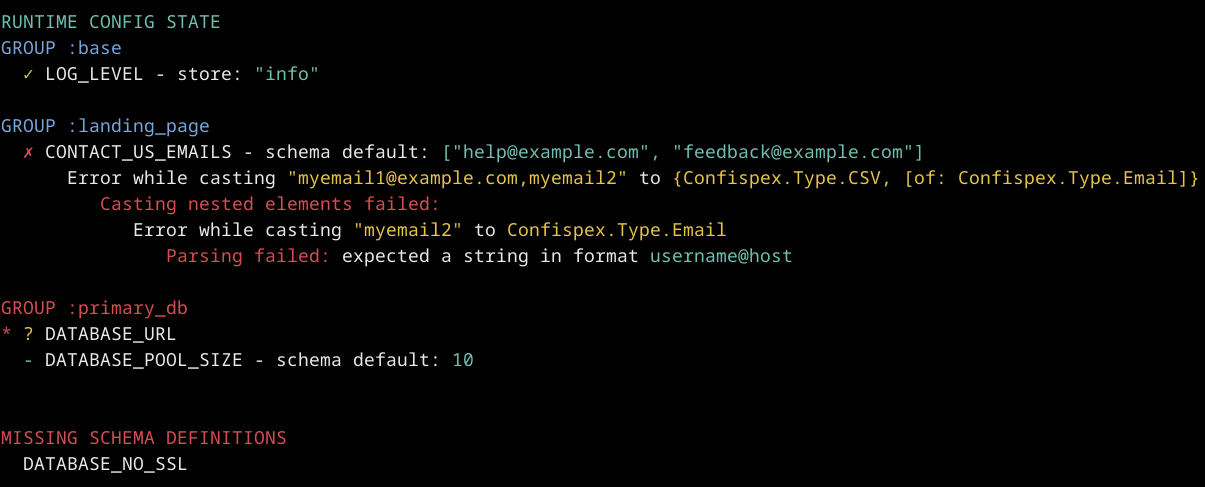 RUNTIME CONFIG STATE
GROUP :base
✓ LOG_LEVEL - store: "info"
GROUP :landing_page
✗ CONTACT_US_EMAILS - schema default: ["help@example.com", "feedback@example.com"]
Error while casting "myemail1@example.com,myemail2" to {Confispex.Type.CSV, [of: Confispex.Type.Email]}
Casting nested elements failed:
Error while casting "myemail2" to Confispex.Type.Email
Parsing failed: expected a string in format username@host
GROUP :primary_db
* ? DATABASE_URL
- DATABASE_POOL_SIZE - schema default: 10
MISSING SCHEMA DEFINITIONS
DATABASE_NO_SSL